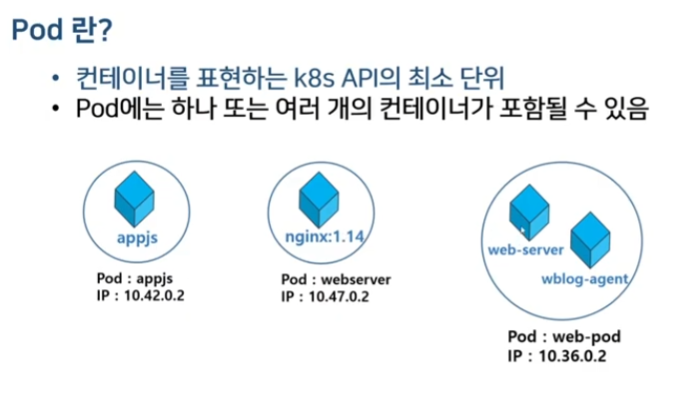 Pod 란?
• 컨테이너를 표현하는 k8s API의 최소 단위
• Pod에는 하나 또는 여러 개의 컨테이너가 포함될 수 있음
appjs
Pod : appjs
IP : 10.42.0.2
nginx:1.14
Pod : webserver
IP : 10.47.0.2
web-server
wblog-agent
Pod : web-pod
IP : 10.36.0.2